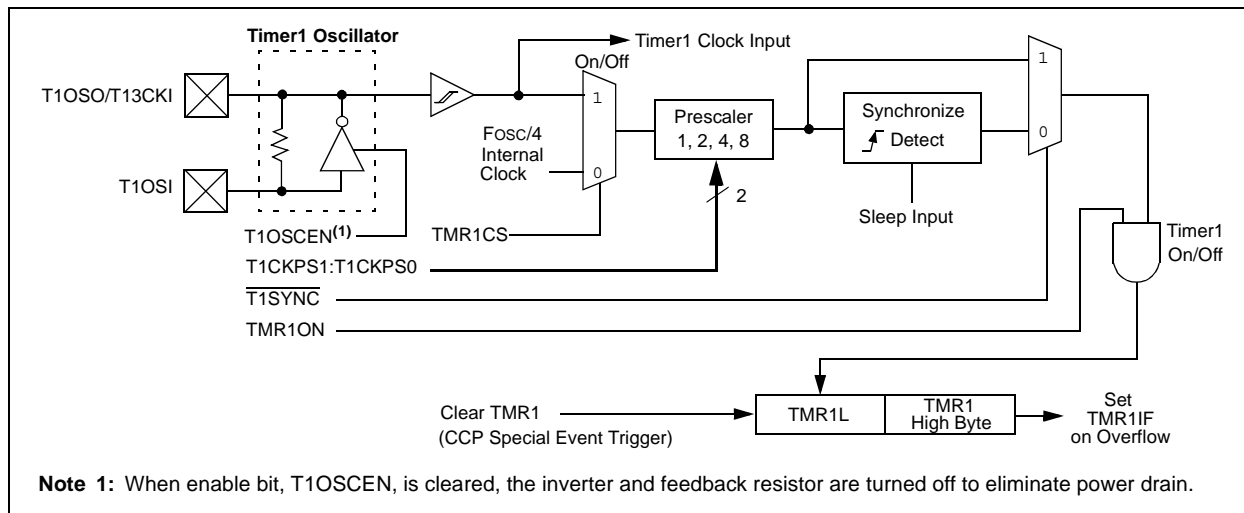 Timer1 Oscillator
T1OSO/T13CKI
T1OSI
Timer1 Clock Input
On/Off
1
FOSC/4
Internal
Clock
0
Prescaler
1, 2, 4, 8
2
Synchronize
Detect
Sleep Input
1
0
T1OSCEN(1)
TMR1CS
T1CKPS1:T1CKPS0
T1SYNC
TMR1ON
Timer1
On/Off
Clear TMR1
(CCP Special Event Trigger)
TMR1L
TMR1
High Byte
Set
TMR1IF
on Overflow
Note 1: When enable bit, T1OSCEN, is cleared, the inverter and feedback resistor are turned off to eliminate power drain.